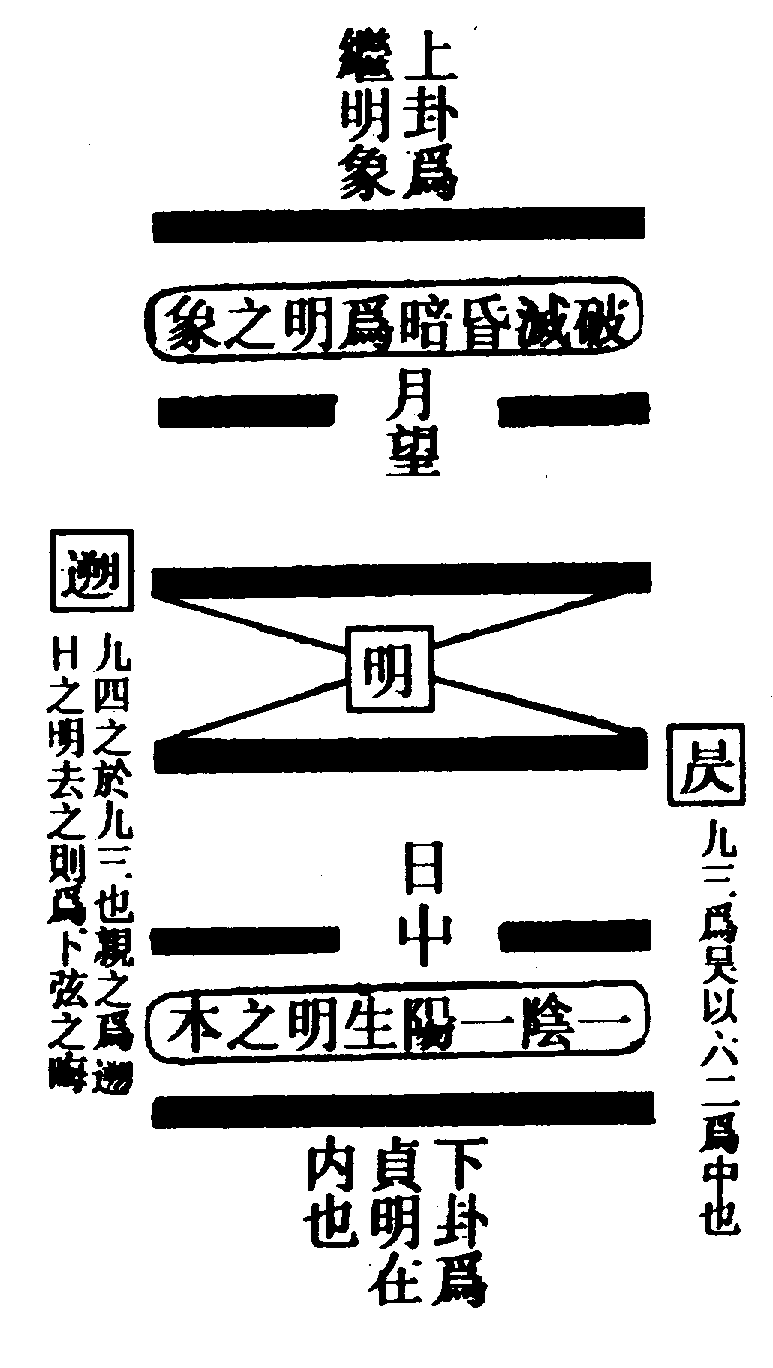 上卦爲
繼明象
破滅昏暗爲明之象
月望
明
昃
九三爲昃以六二爲中也
遡
九四之於九三也親之爲遡
日之明去之則爲下弦之晦
日中
一陰一陽生明之本
下卦爲
貞明在
内也